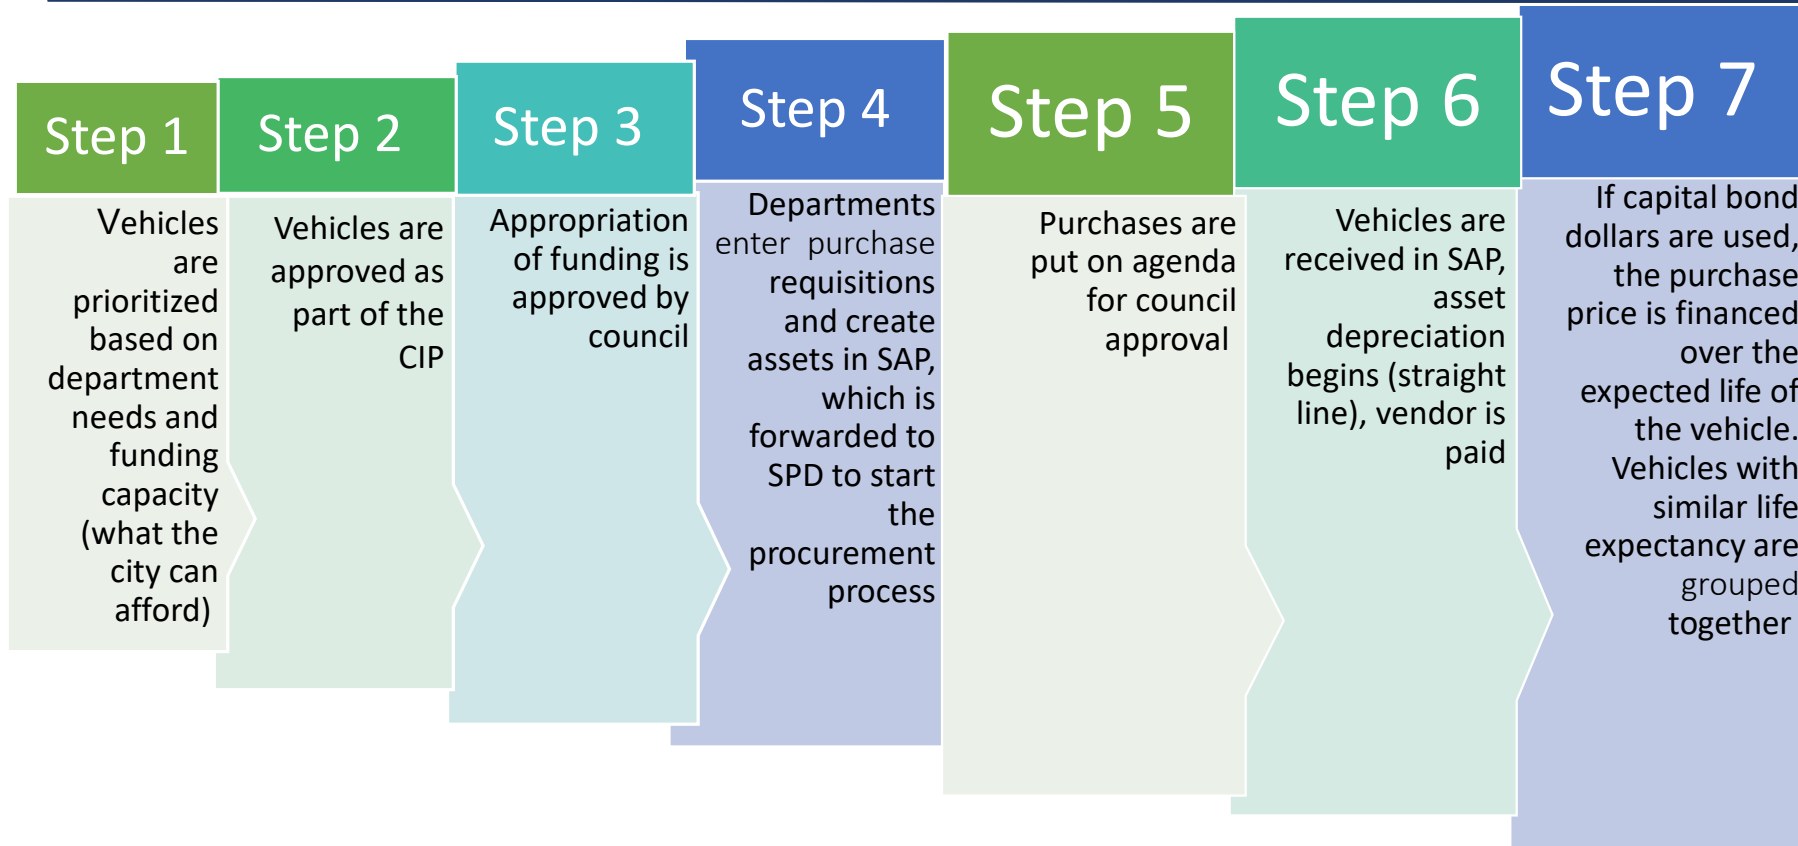 Step 1
Vehicles
are
prioritized
based on
department
needs and
funding
capacity
(what the
city can
afford)
Step 2
Vehicles are
approved as
part of the
CIP
Step 3
Appropriation
of funding is
approved by
council
Step 4
Departments
enter purchase
requisitions
and create
assets in SAP,
which is
forwarded to
SPD to start
the
procurement
process
Step 5
Purchases are
put on agenda
for council
approval
Step 6
Vehicles are
received in SAP,
asset
depreciation
begins (straight
line), vendor is
paid
Step 7
If capital bond
dollars are used,
the purchase
price is financed
over the
expected life of
the vehicle.
Vehicles with
similar life
expectancy are
grouped
together